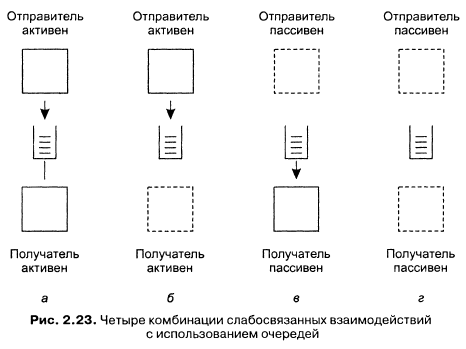 Отправитель активен
Отправитель активен
Отправитель пассивен
Отправитель пассивен
Получатель активен
Получатель активен
Получатель пассивен
Получатель пассивен
а
б
в
г
Рис. 2.23. Четыре комбинации слабосвязанных взаимодействий
с использованием очередей